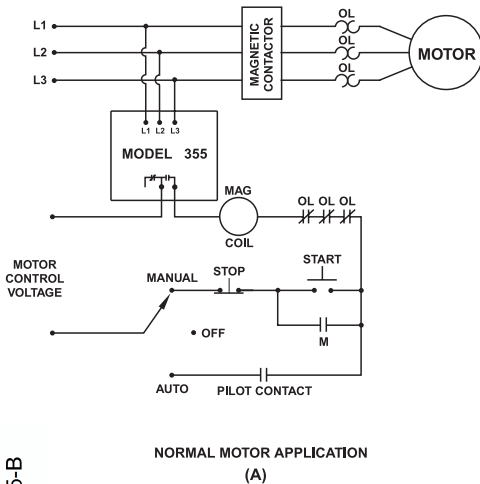 L1
L2
L3
MAGNETIC
CONTACTOR
OL
OL
OL
MOTOR
L1 L2 L3
MODEL 355
MAG
COIL
OL OL OL
MOTOR
CONTROL
VOLTAGE
MANUAL
STOP
START
OFF
M
AUTO
PILOT CONTACT
NORMAL MOTOR APPLICATION
(A)